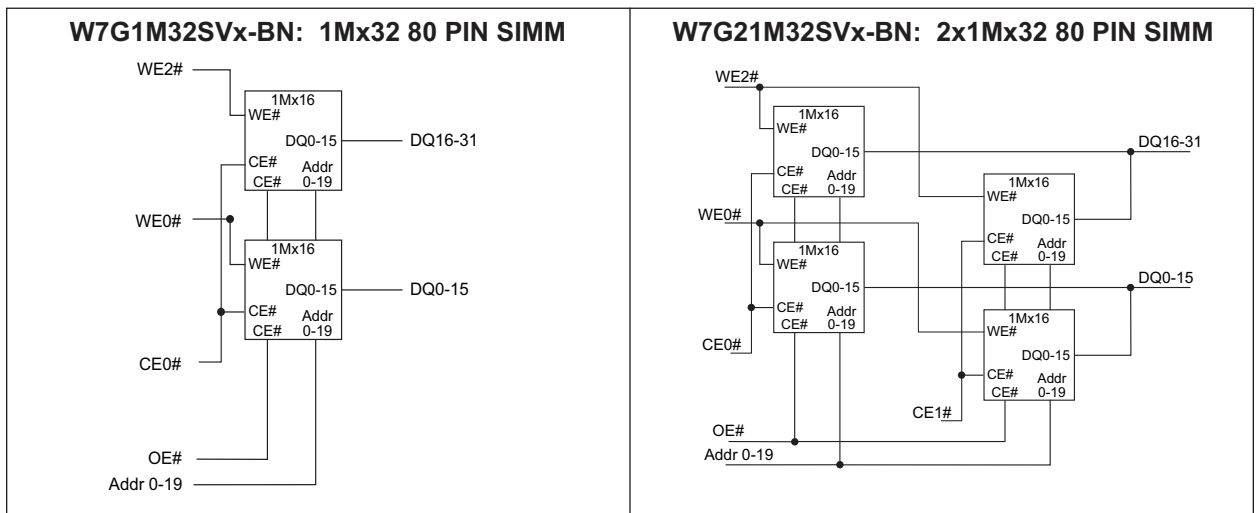 W7G1M32SVx-BN: 1Mx32 80 PIN SIMM
WE2#
1Mx16
WE#
DQ0-15
DQ16-31
CE#
Addr
CE#
0-19
WE0#
1Mx16
WE#
DQ0-15
DQ0-15
CE#
Addr
CE#
0-19
CE0#
OE#
Addr 0-19
W7G21M32SVx-BN: 2x1Mx32 80 PIN SIMM
WE2#
1Mx16
WE#
DQ0-15
DQ16-31
CE#
Addr
CE#
0-19
1Mx16
WE#
DQ0-15
CE#
Addr
CE#
0-19
WE0#
1Mx16
WE#
DQ0-15
DQ0-15
CE#
Addr
CE#
0-19
1Mx16
WE#
DQ0-15
CE#
Addr
CE#
0-19
CE0#
CE1#
OE#
Addr 0-19